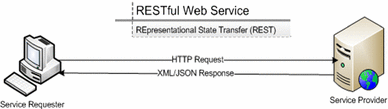 RESTful Web Service
REpresentational State Transfer (REST)
HTTP Request
XML/JSON Response
Service Requester
Service Provider